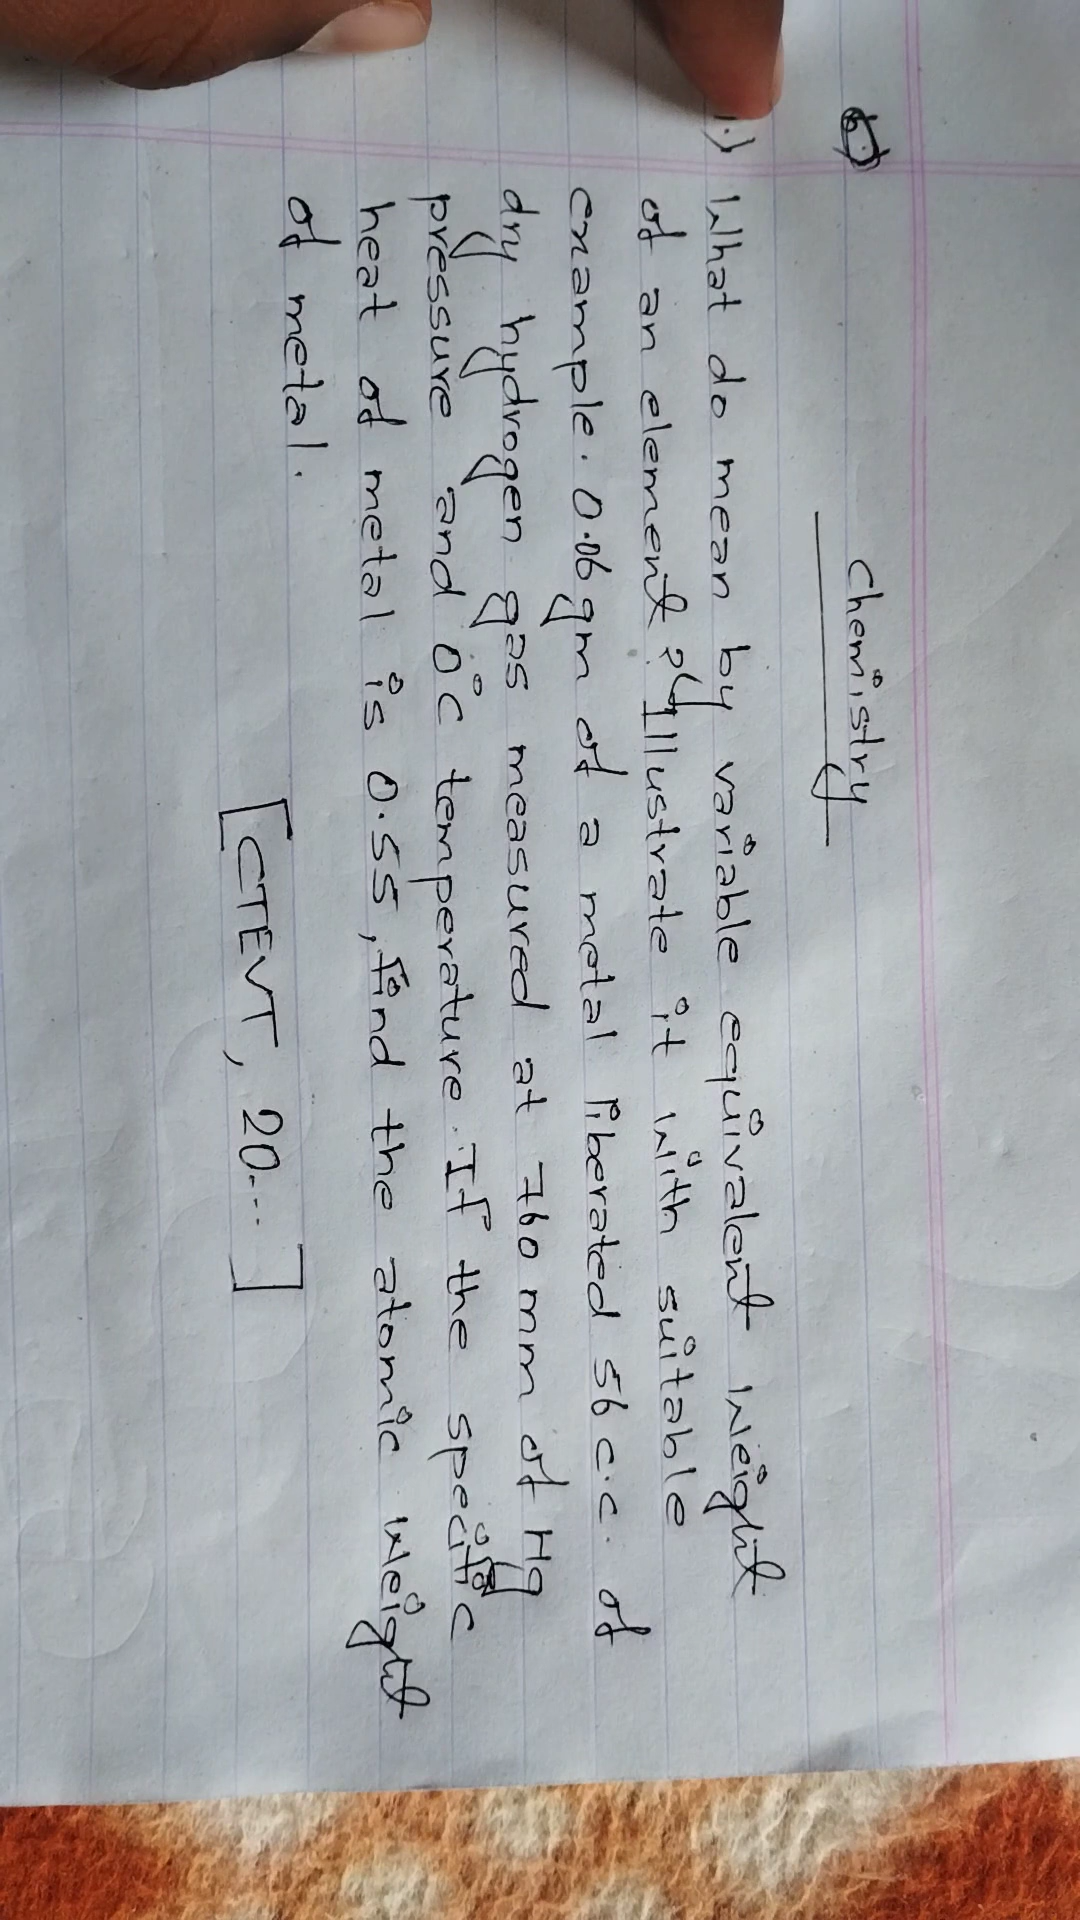 Chemistry
b.)
1.) What do mean by variable equivalent weight
of an element? Illustrate it with suitable
example. 0.06 gm of a metal liberated 56 c.c. of
dry hydrogen gas measured at 760 mm of Hg
pressure and 0°C temperature. If the specific
heat of metal is 0.55, find the atomic weight
of metal.
[CTEVT, 20...]